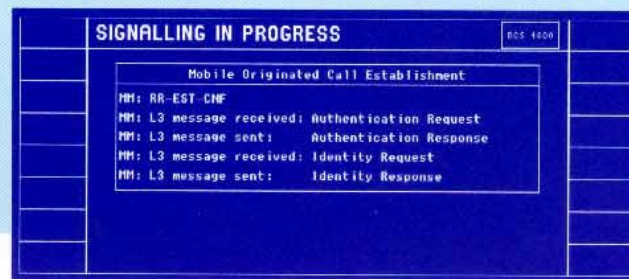 SIGNALLING IN PROGRESS
DCS 1800
Mobile Originated Call Establishment
MM: RR-EST-CNF
MM: L3 message received: Authentication Request
MM: L3 message sent: Authentication Response
MM: L3 message received: Identity Request
MM: L3 message sent: Identity Response